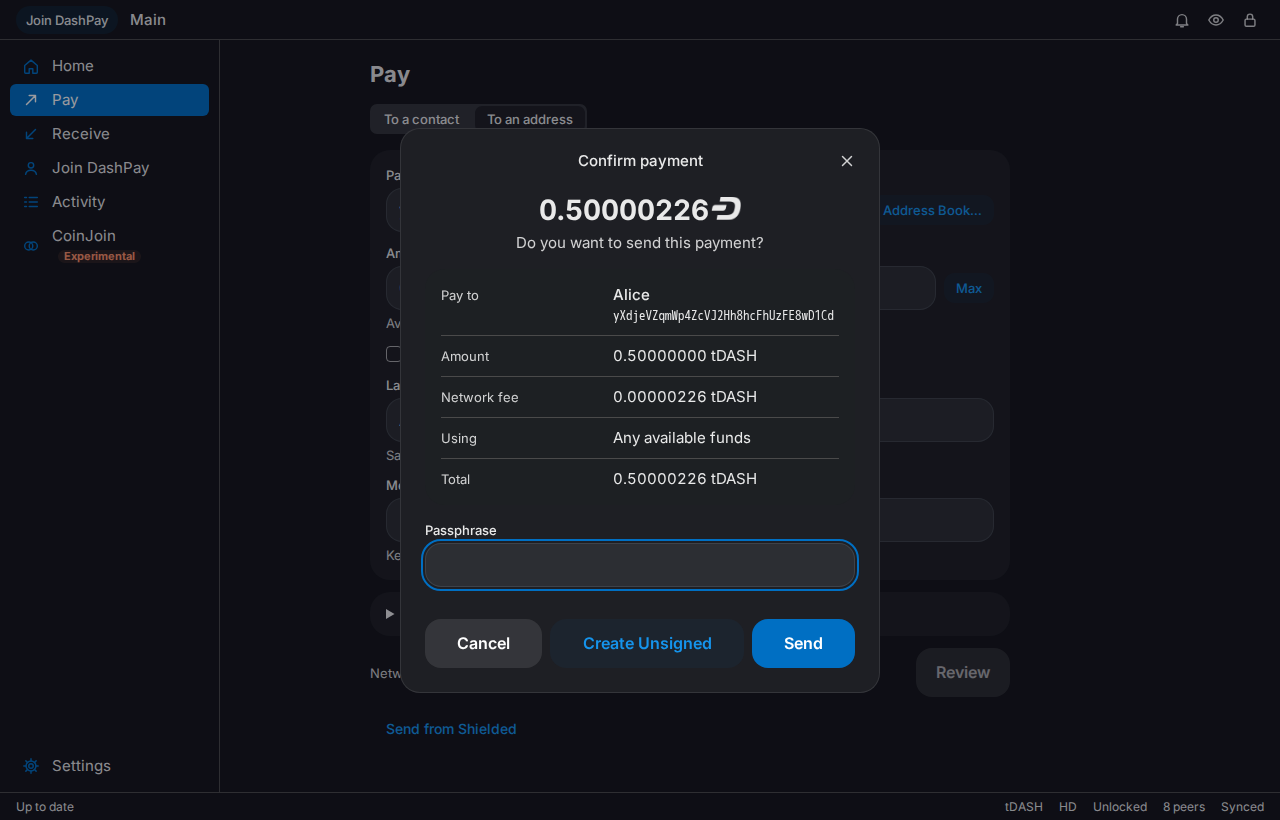 Join DashPay
Main
Home
Pay
Receive
Join DashPay
Activity
CoinJoin
Experimental
Settings
Pay
To a contact
To an address
Address Book...
Max
Confirm payment
0.50000226
Do you want to send this payment?
Pay to
Alice
yXdjeVZqmWp4ZcVJ2Hh8hcFhUzFE8wD1Cd
Amount
0.50000000 tDASH
Network fee
0.00000226 tDASH
Using
Any available funds
Total
0.50000226 tDASH
Passphrase
Cancel
Create Unsigned
Send
Review
Send from Shielded
Up to date
tDASH
HD
Unlocked
8 peers
Synced